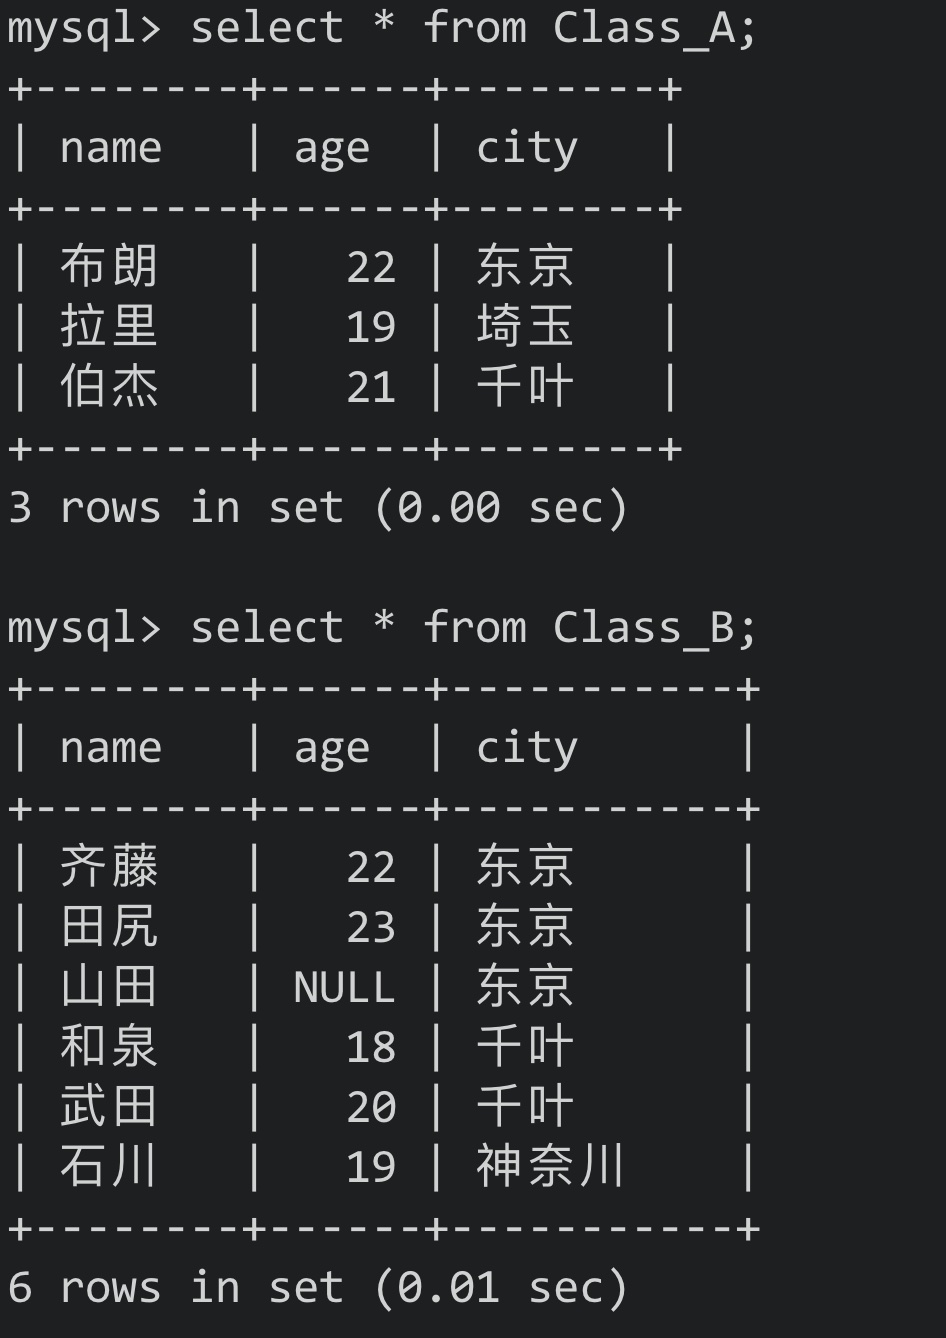 mysql> select * from Class_A;
+--------+------+--------+
| name   | age  | city   |
+--------+------+--------+
| 布朗   |   22 | 东京   |
| 拉里   |   19 | 埼玉   |
| 伯杰   |   21 | 千叶   |
+--------+------+--------+
3 rows in set (0.00 sec)

mysql> select * from Class_B;
+--------+------+-----------+
| name   | age  | city      |
+--------+------+-----------+
| 齐藤   |   22 | 东京      |
| 田尻   |   23 | 东京      |
| 山田   | NULL | 东京      |
| 和泉   |   18 | 千叶      |
| 武田   |   20 | 千叶      |
| 石川   |   19 | 神奈川    |
+--------+------+-----------+
6 rows in set (0.01 sec)